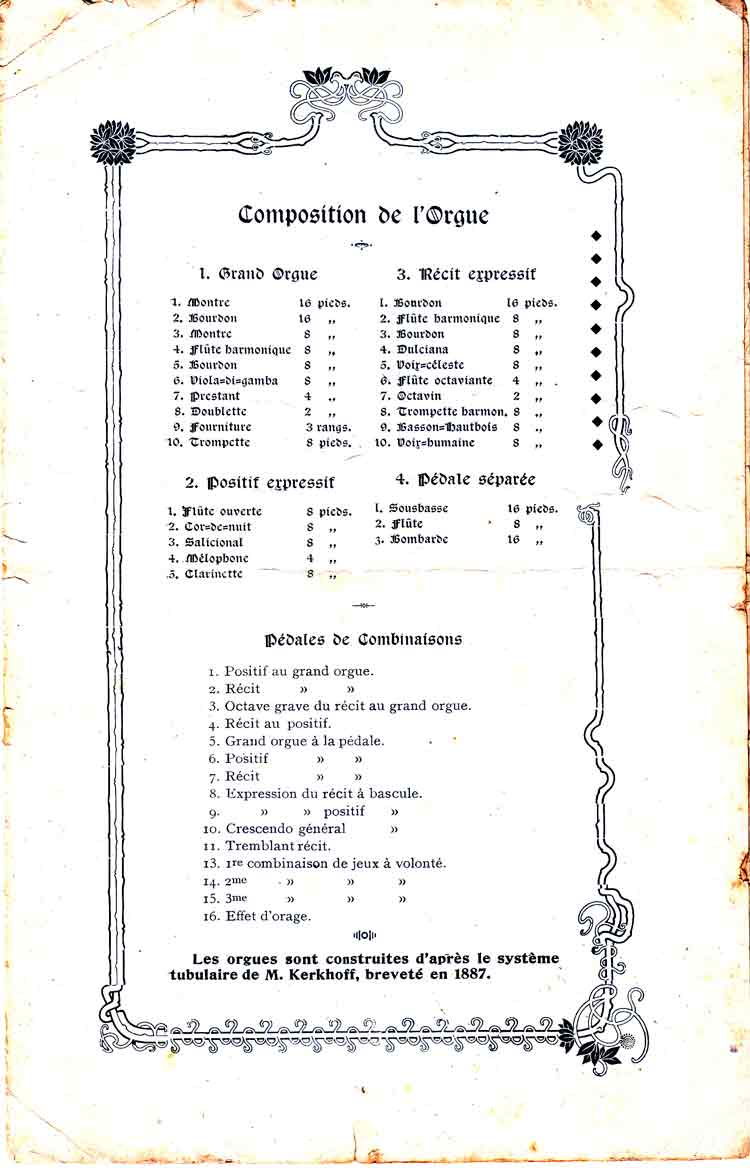 Composition de l'Orgue
1. Grand Orgue
1. Montre 16 pieds.
2. Bourdon 16 „
3. Montre 8 „
4. Flûte harmonique 8 „
5. Bourdon 8 „
6. Viola=di=gamba 8 „
7. Prestant 4 „
8. Doublette 2 „
9. Fourniture 3 rangs.
10. Trompette 8 pieds.
2. Positif expressif
1. Flûte ouverte 8 pieds.
2. Cor=de=nuit 8 „
3. Salicional 8 „
4. Mélophone 4 „
5. Clarinette 8 „
3. Récit expressif
1. Bourdon 16 pieds.
2. Flûte harmonique 8 „
3. Bourdon 8 „
4. Dulciana 8 „
5. Voix=céleste 8 „
6. Flûte octaviante 4 „
7. Octavin 2 „
8. Trompette harmon. 8 „
9. Basson=Hautbois 8 „
10. Voix=humaine 8 „
4. Pédale séparée
1. Sousbasse 16 pieds.
2. Flûte 8 „
3. Bombarde 16 „
Pédales de Combinaisons
1. Positif au grand orgue.
2. Récit » »
3. Octave grave du récit au grand orgue.
4. Récit au positif.
5. Grand orgue à la pédale.
6. Positif » »
7. Récit » »
8. Expression du récit à bascule.
9. » » positif »
10. Crescendo général »
11. Tremblant récit.
13. 1re combinaison de jeux à volonté.
14. 2me » » »
15. 3me » » »
16. Effet d'orage.
Les orgues sont construites d'après le système
tubulaire de M. Kerkhoff, breveté en 1887.